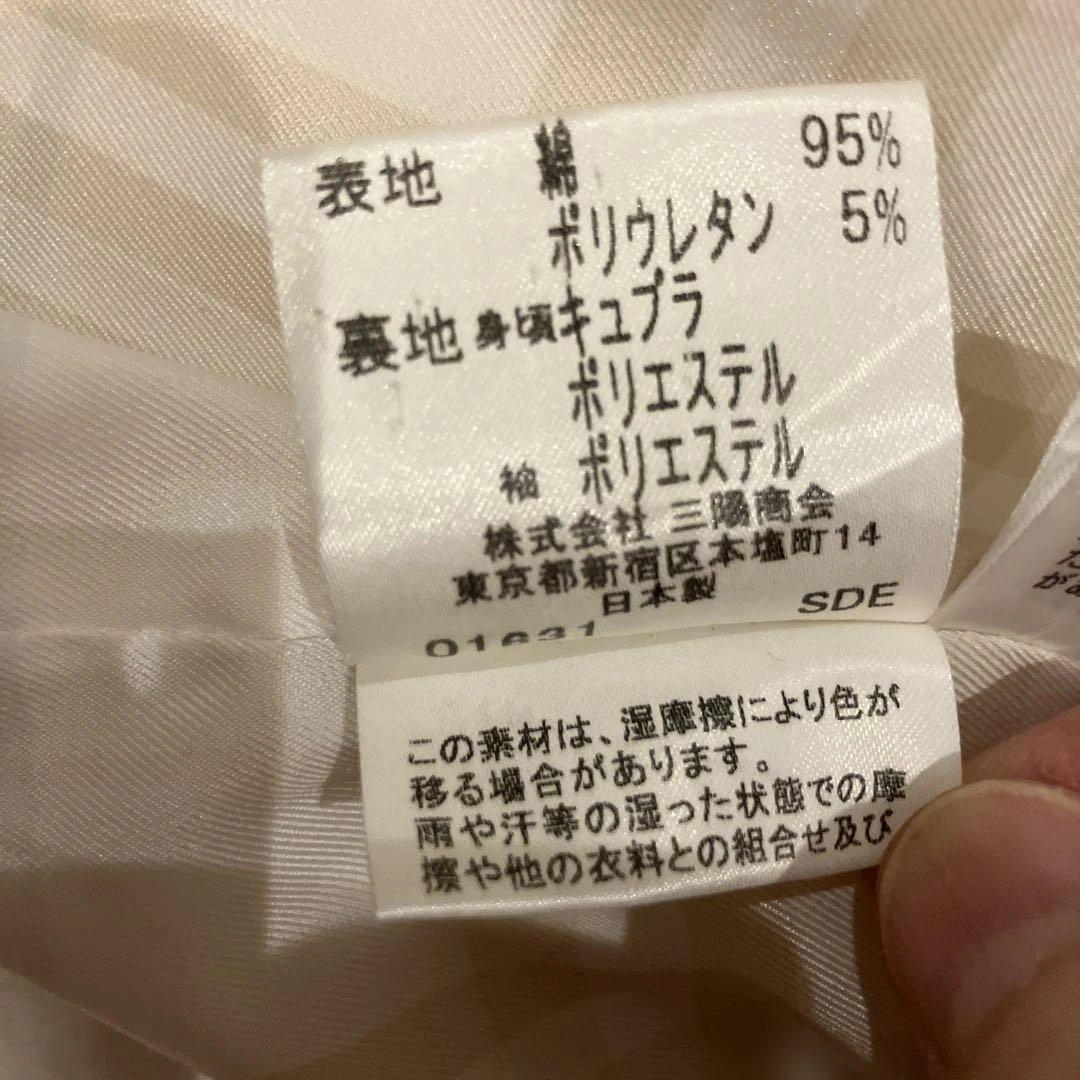 表地 綿 95%
ポリウレタン 5%
裏地 身頃 キュプラ
ポリエステル
袖 ポリエステル
株式会社 三陽商会
東京都新宿区本塩町14
日本製
01631 SDE
この素材は、湿摩擦により色が
移る場合があります。
雨や汗等の湿った状態での摩
擦や他の衣料との組合せ及び